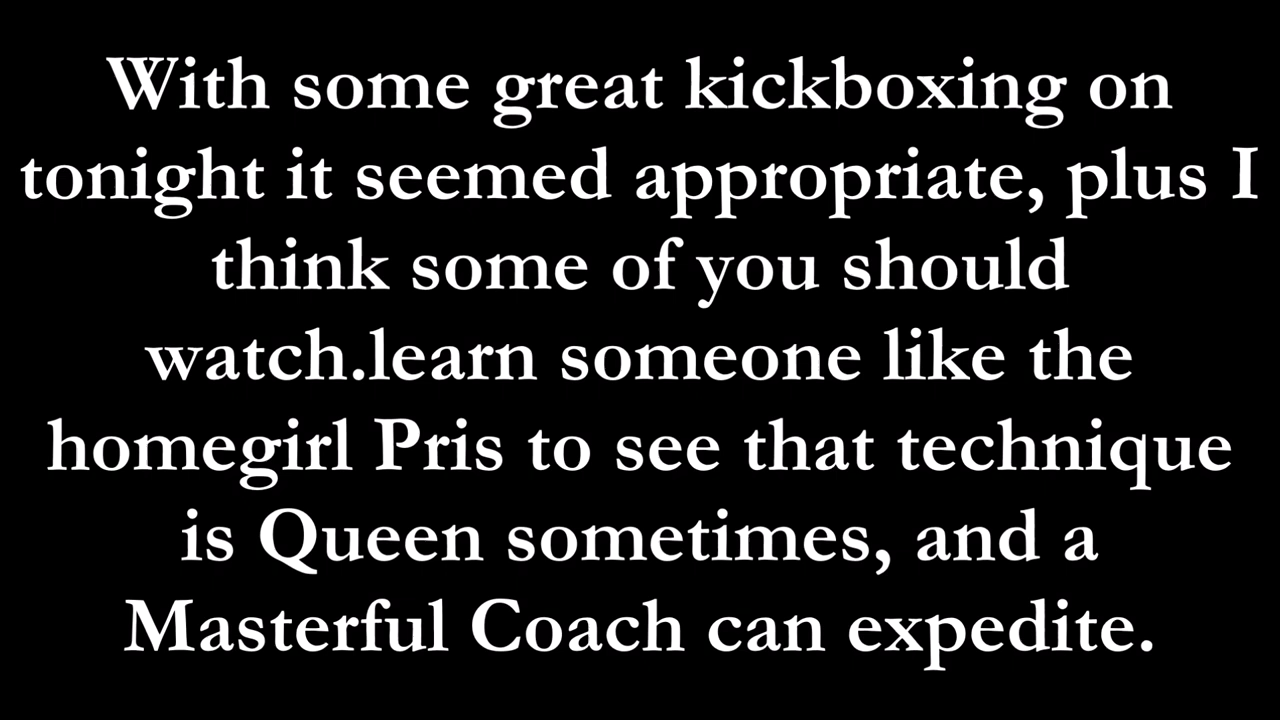 With some great kickboxing on
tonight it seemed appropriate, plus I
think some of you should
watch.learn someone like the
homegirl Pris to see that technique
is Queen sometimes, and a
Masterful Coach can expedite.